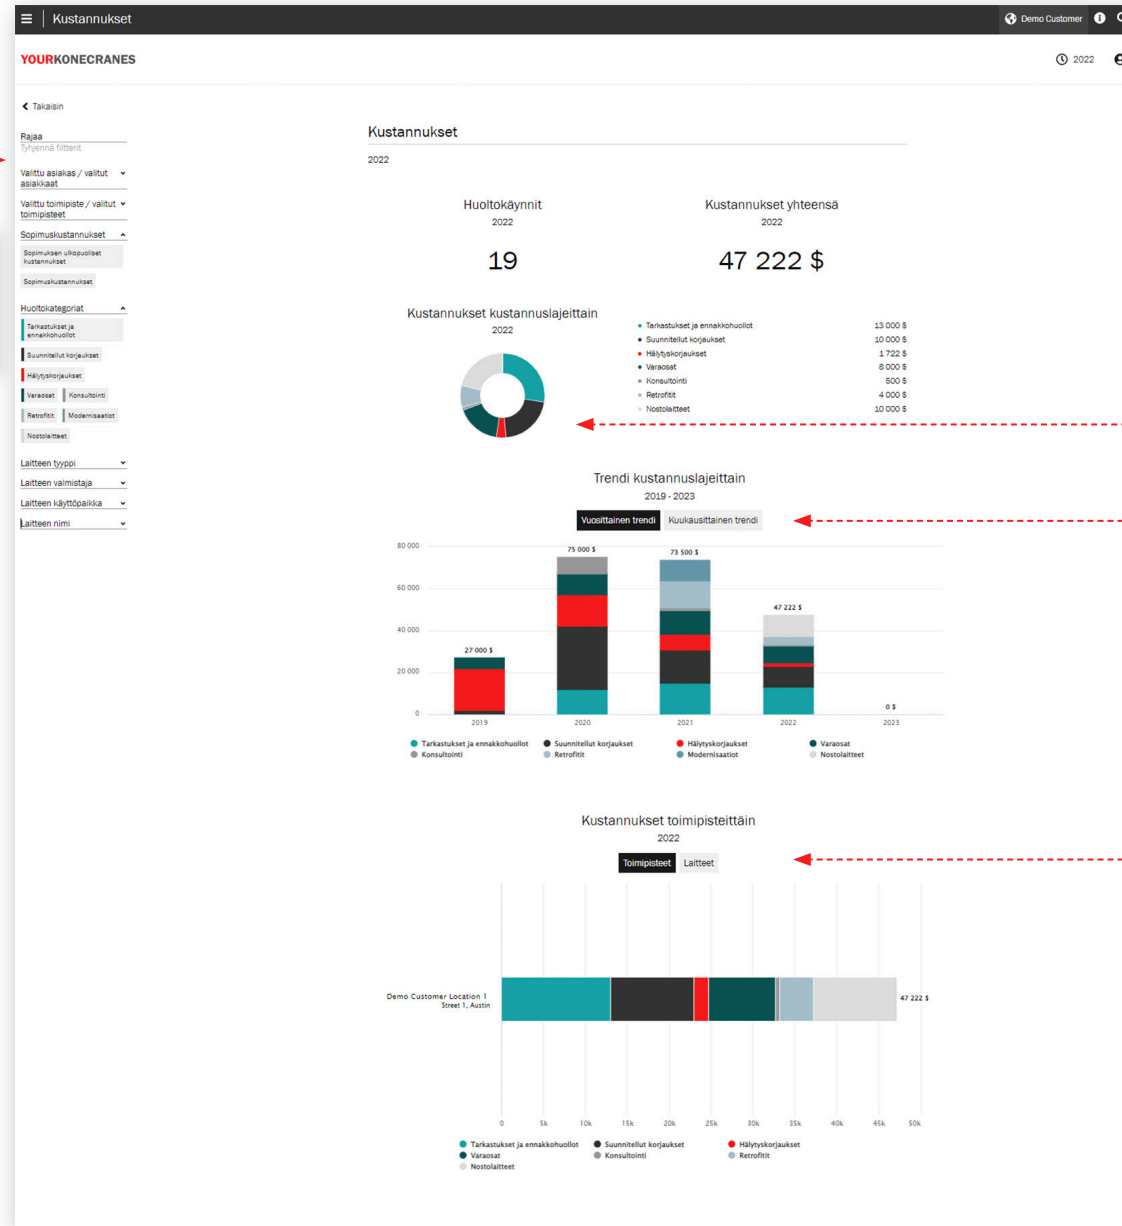 Kustannukset
Demo Customer
YOURKONECRANES
2022
Takaisin
Rajaa
Tyhjennä filtterit
Valittu asiakas / valitut
asiakkaat
Valittu toimipiste / valitut
toimipisteet
Sopimuskustannukset
Sopimuksen ulkopuoliset
kustannukset
Sopimuskustannukset
Huoltokategoriat
Tarkastukset ja
ennakkohuollot
Suunnitellut korjaukset
Hälytyskorjaukset
Varaosat Konsultointi
Retrofitit Modernisaatiot
Nostolaitteet
Laitteen tyyppi
Laitteen valmistaja
Laitteen käyttöpaikka
Laitteen nimi
Kustannukset
2022
Huoltokäynnit
2022
19
Kustannukset yhteensä
2022
47 222 $
Kustannukset kustannuslajeittain
2022
Tarkastukset ja ennakkohuollot 13 000 $
Suunnitellut korjaukset 10 000 $
Hälytyskorjaukset 1 722 $
Varaosat 8 000 $
Konsultointi 500 $
Retrofitit 4 000 $
Nostolaitteet 10 000 $
Trendi kustannuslajeittain
2019 - 2023
Vuosittainen trendi Kuukausittainen trendi
80 000
60 000
40 000
20 000
0
27 000 $
75 000 $
73 500 $
47 222 $
0 $
2019 2020 2021 2022 2023
Tarkastukset ja ennakkohuollot Suunnitellut korjaukset Hälytyskorjaukset Varaosat
Konsultointi Retrofitit Modernisaatiot Nostolaitteet
Kustannukset toimipisteittäin
2022
Toimipisteet Laitteet
Demo Customer Location 1
Street 1, Austin
47 222 $
0 5k 10k 15k 20k 25k 30k 35k 40k 45k 50k
Tarkastukset ja ennakkohuollot Suunnitellut korjaukset Hälytyskorjaukset
Varaosat Konsultointi Retrofitit
Nostolaitteet